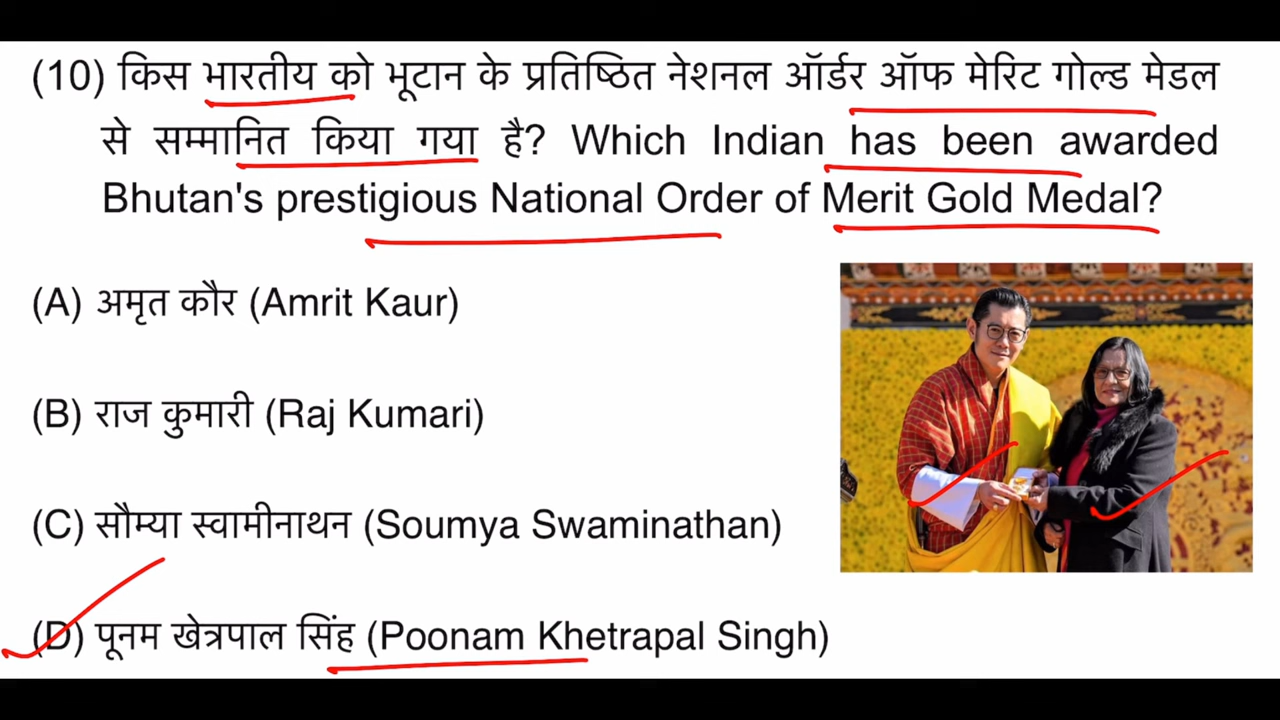 (10) किस भारतीय को भूटान के प्रतिष्ठित नेशनल ऑर्डर ऑफ मेरिट गोल्ड मेडल
से सम्मानित किया गया है? Which Indian has been awarded
Bhutan's prestigious National Order of Merit Gold Medal?
(A) अमृत कौर (Amrit Kaur)
(B) राज कुमारी (Raj Kumari)
(C) सौम्या स्वामीनाथन (Soumya Swaminathan)
(D) पूनम खेत्रपाल सिंह (Poonam Khetrapal Singh)